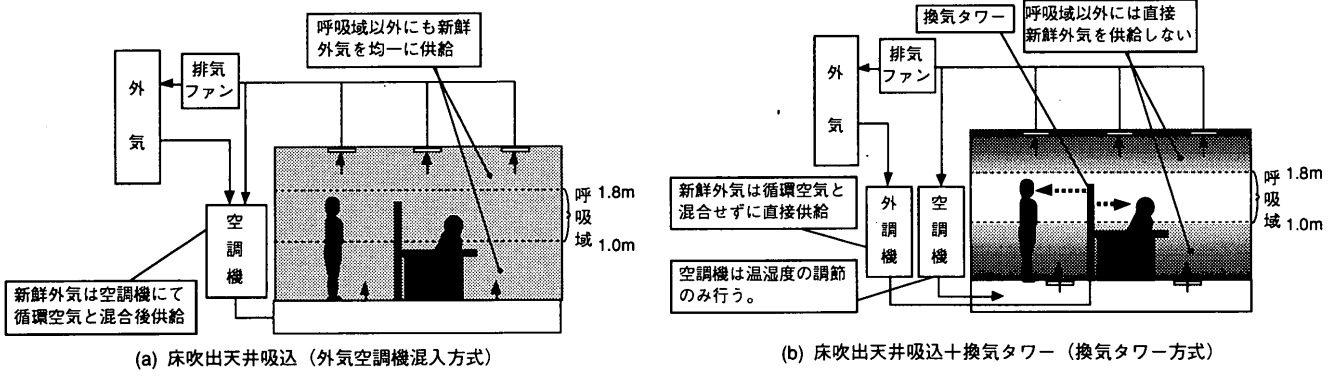 呼吸域以外にも新鮮
外気を均一に供給
外気
排気
ファン
空調機
1.8m
呼吸域
1.0m
新鮮外気は空調機にて
循環空気と混合後供給
(a) 床吹出天井吸込（外気空調機混入方式）
換気タワー
呼吸域以外には直接
新鮮外気を供給しない
外気
排気
ファン
新鮮外気は循環空気と
混合せずに直接供給
外調機
空調機
1.8m
呼吸域
1.0m
空調機は温湿度の調節
のみ行う。
(b) 床吹出天井吸込＋換気タワー（換気タワー方式）